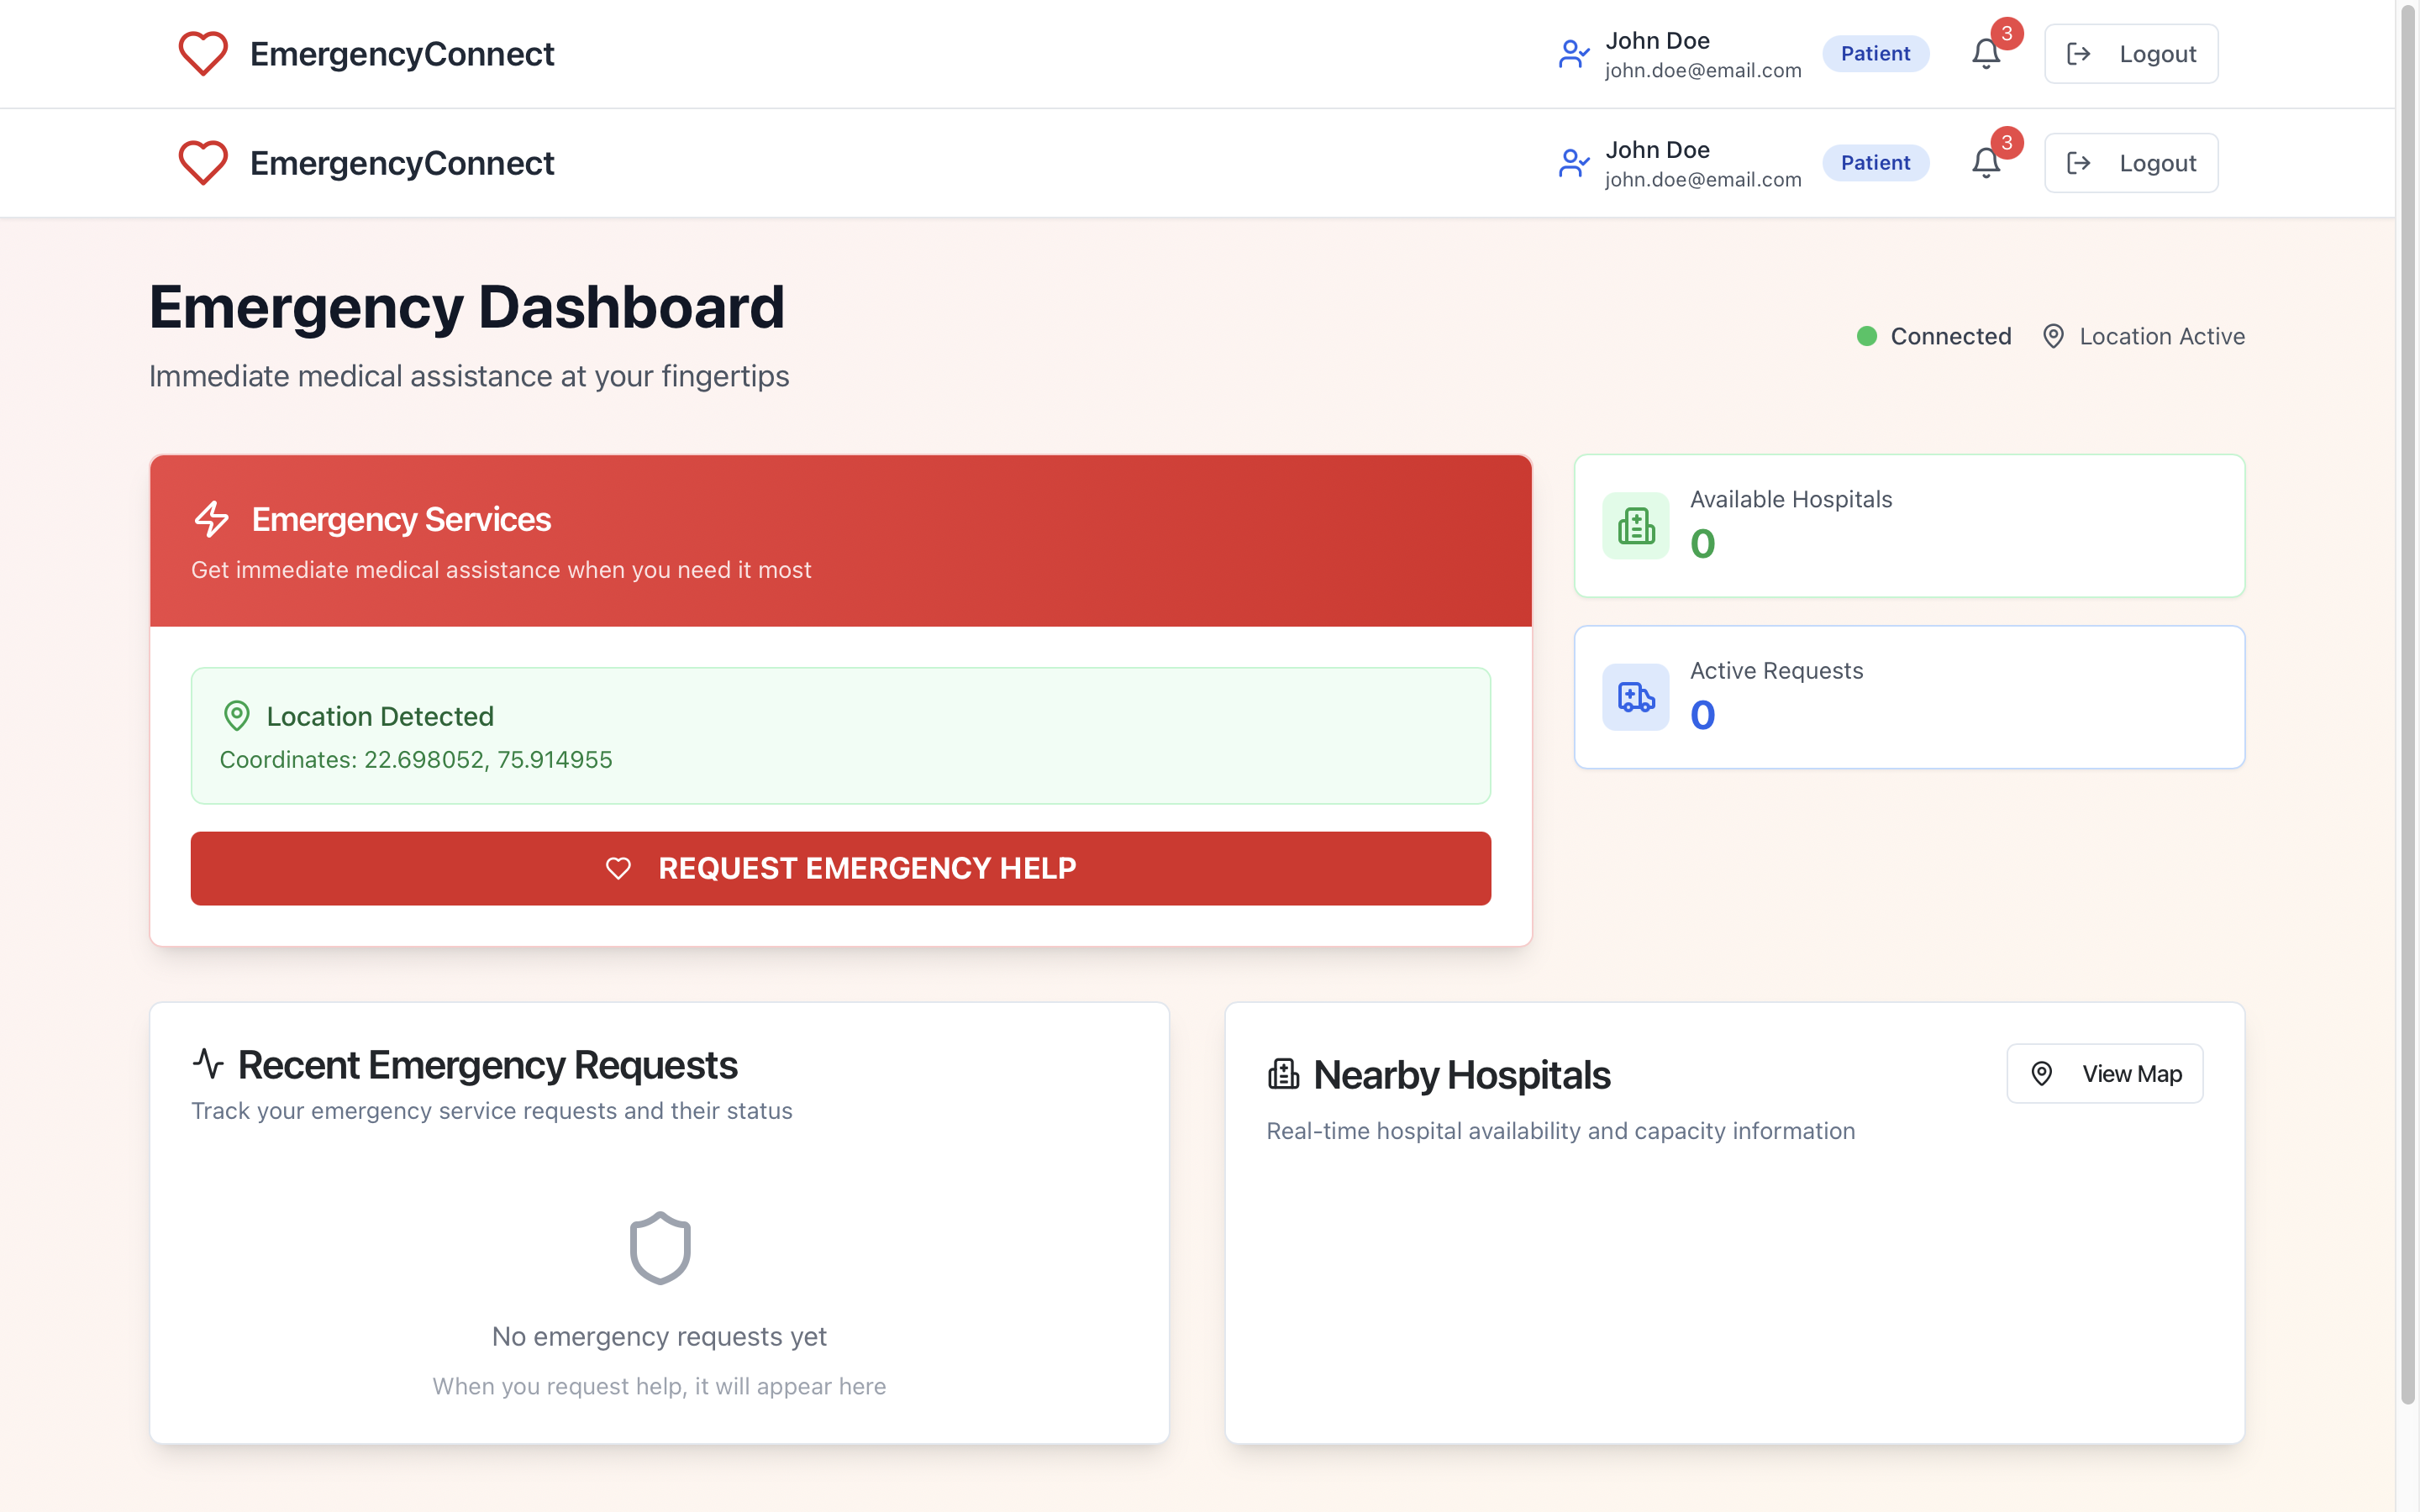 EmergencyConnect
John Doe
john.doe@email.com
Patient
3
Logout
EmergencyConnect
John Doe
john.doe@email.com
Patient
3
Logout
Emergency Dashboard
Immediate medical assistance at your fingertips
Connected
Location Active
Emergency Services
Get immediate medical assistance when you need it most
Location Detected
Coordinates: 22.698052, 75.914955
REQUEST EMERGENCY HELP
Available Hospitals
0
Active Requests
0
Recent Emergency Requests
Track your emergency service requests and their status
No emergency requests yet
When you request help, it will appear here
Nearby Hospitals
View Map
Real-time hospital availability and capacity information